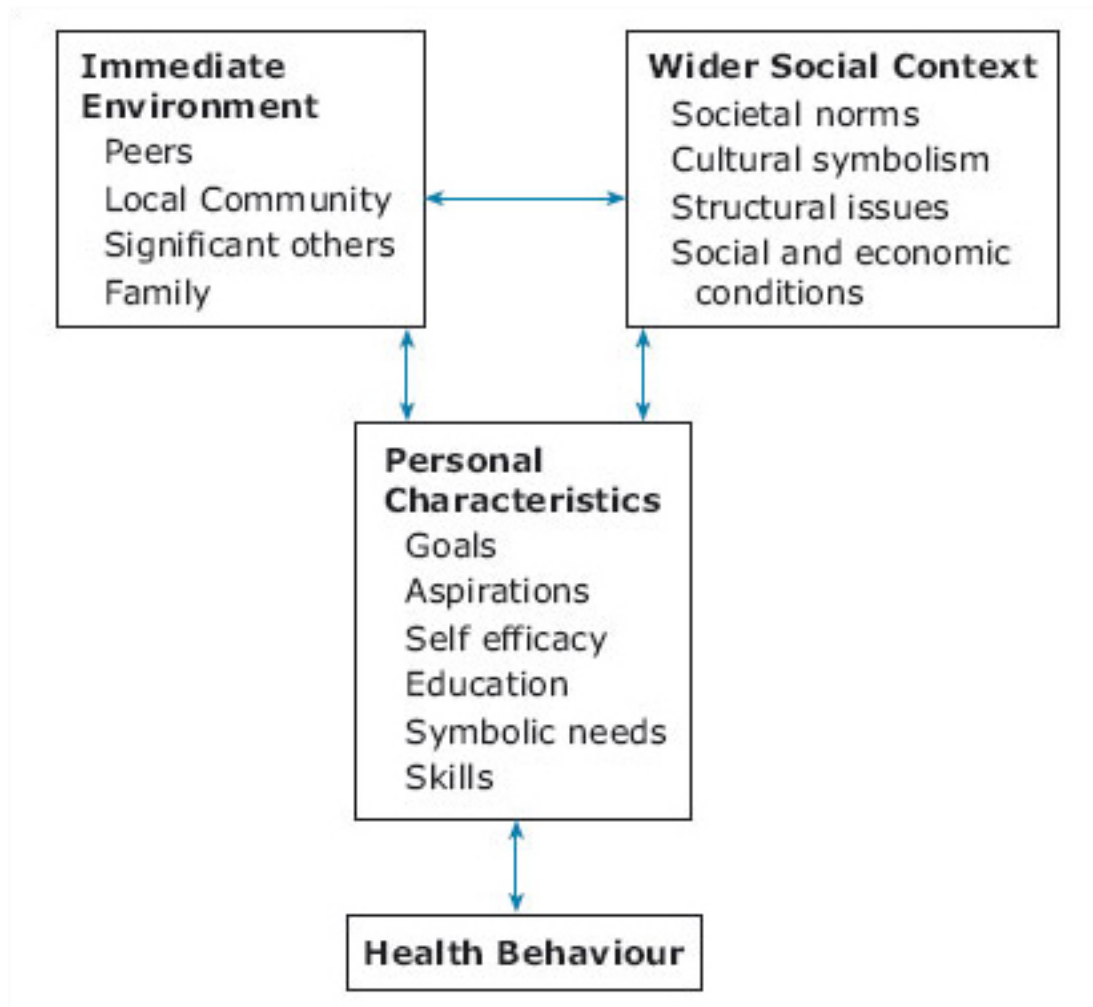 Immediate
Environment
Peers
Local Community
Significant others
Family
Wider Social Context
Societal norms
Cultural symbolism
Structural issues
Social and economic
conditions
Personal
Characteristics
Goals
Aspirations
Self efficacy
Education
Symbolic needs
Skills
Health Behaviour